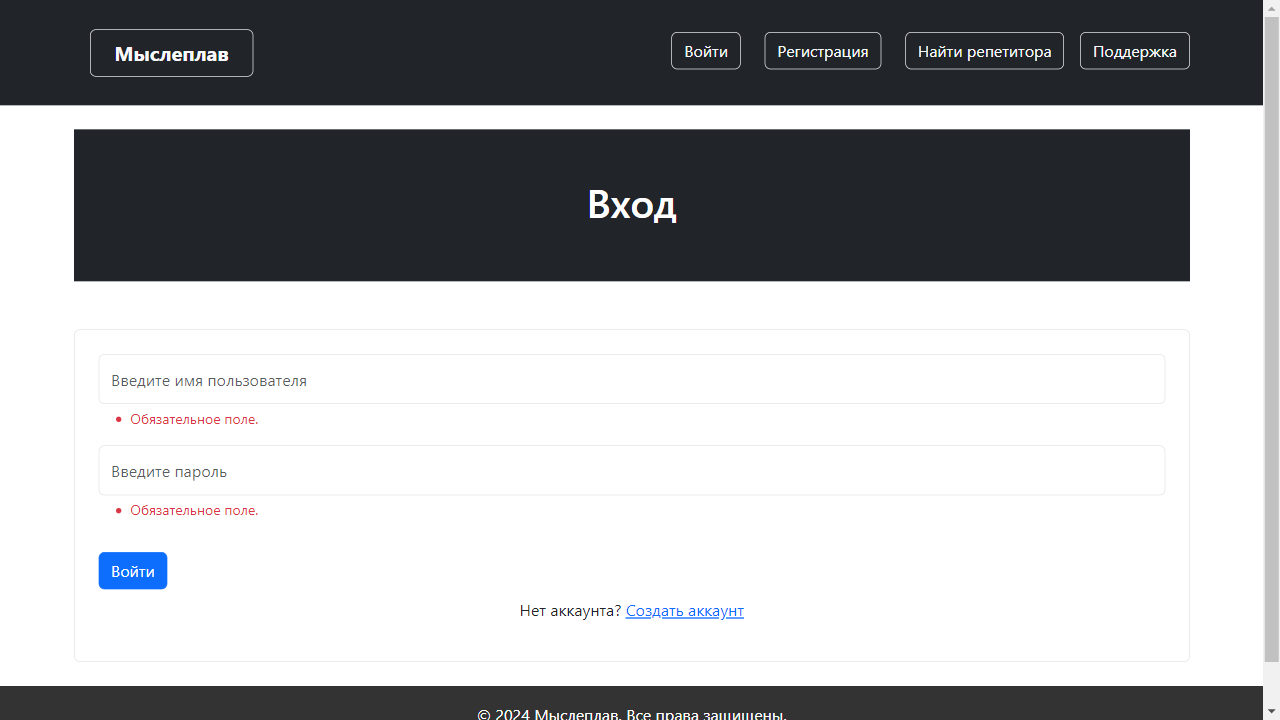 Мыслеплав
Войти
Регистрация
Найти репетитора
Поддержка
Вход
Введите имя пользователя
Обязательное поле.
Введите пароль
Обязательное поле.
Войти
Нет аккаунта? Создать аккаунт
© 2024 Мыслеплав. Все права защищены.